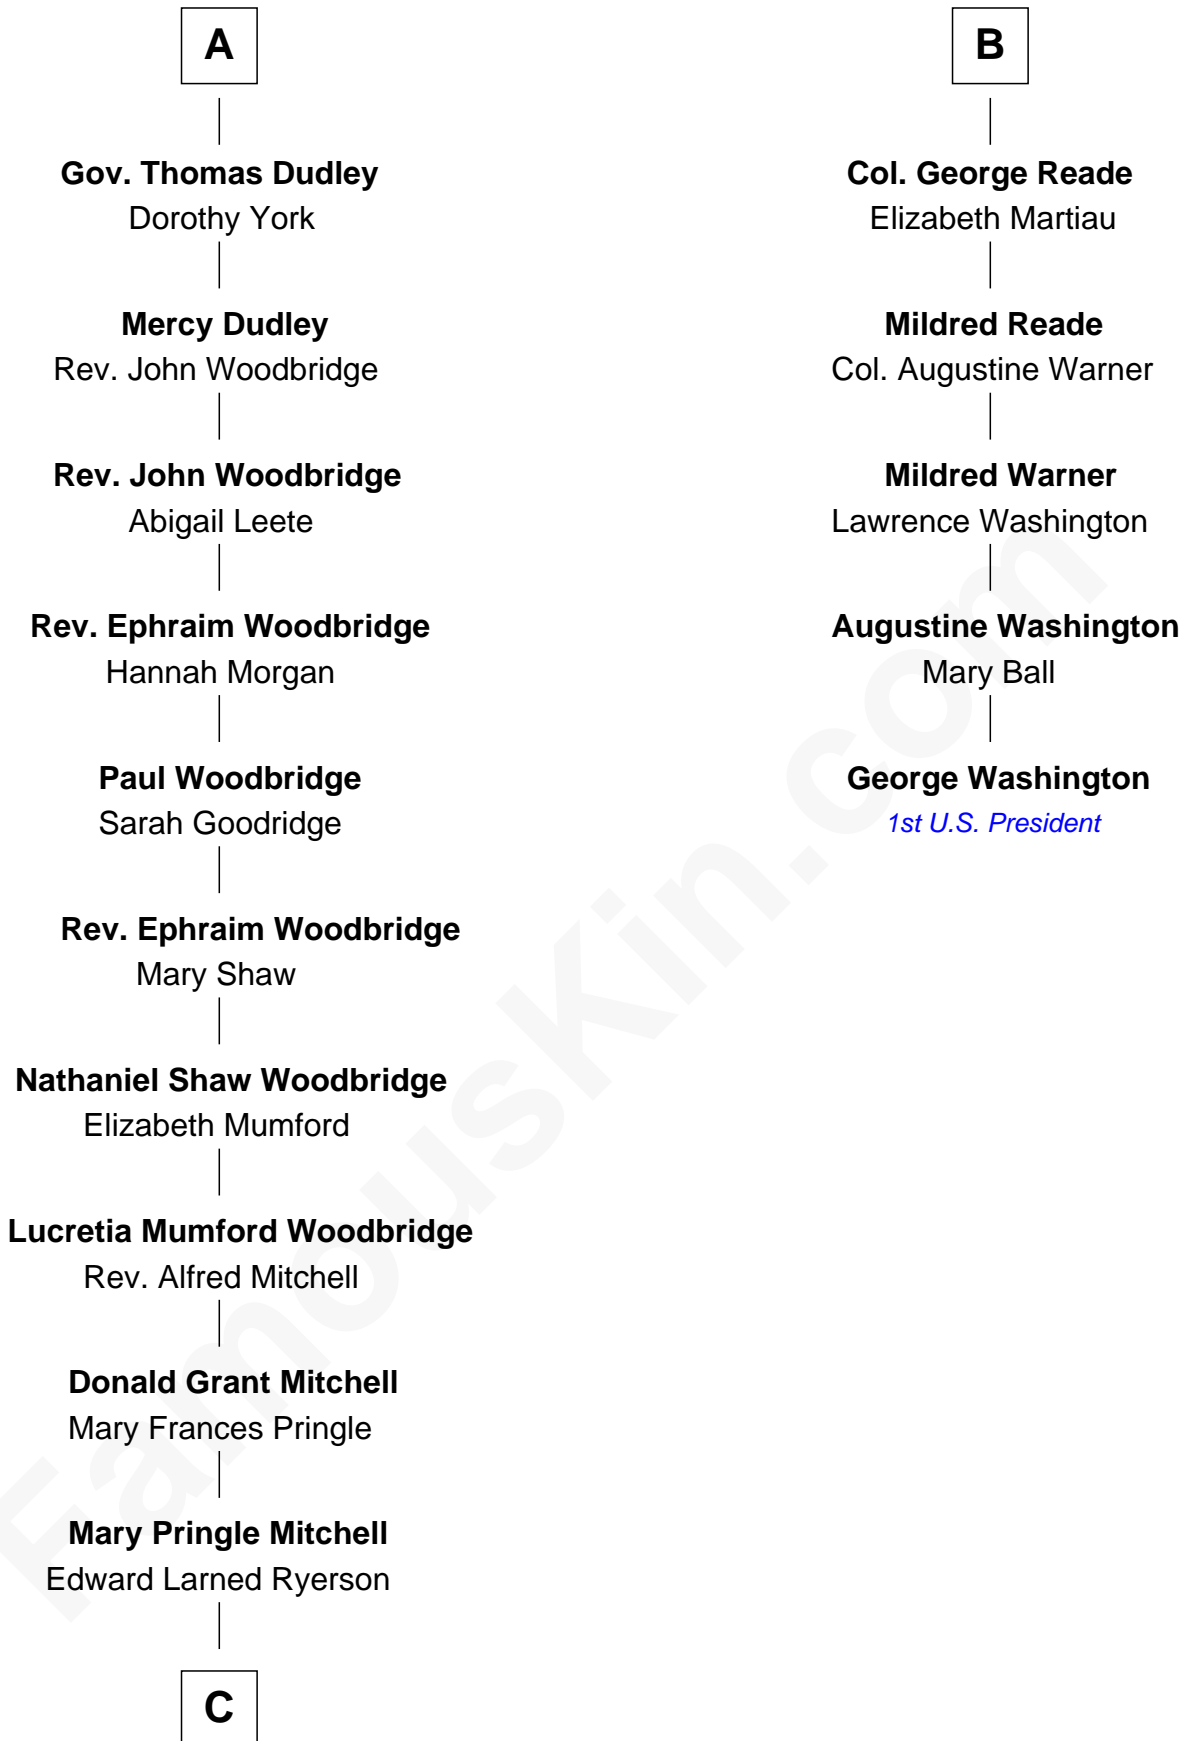 A
Gov. Thomas Dudley
Dorothy York
Mercy Dudley
Rev. John Woodbridge
Rev. John Woodbridge
Abigail Leete
Rev. Ephraim Woodbridge
Hannah Morgan
Paul Woodbridge
Sarah Goodridge
Rev. Ephraim Woodbridge
Mary Shaw
Nathaniel Shaw Woodbridge
Elizabeth Mumford
Lucretia Mumford Woodbridge
Rev. Alfred Mitchell
Donald Grant Mitchell
Mary Frances Pringle
Mary Pringle Mitchell
Edward Larned Ryerson
C
B
Col. George Reade
Elizabeth Martiau
Mildred Reade
Col. Augustine Warner
Mildred Warner
Lawrence Washington
Augustine Washington
Mary Ball
George Washington
1st U.S. President
FamousKin.com